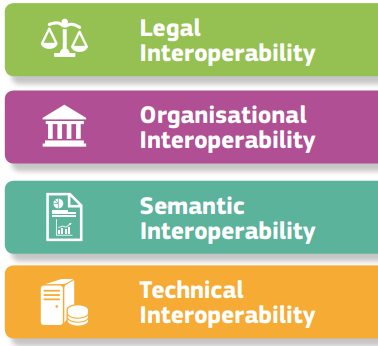 Legal
Interoperability
Organisational
Interoperability
Semantic
Interoperability
Technical
Interoperability